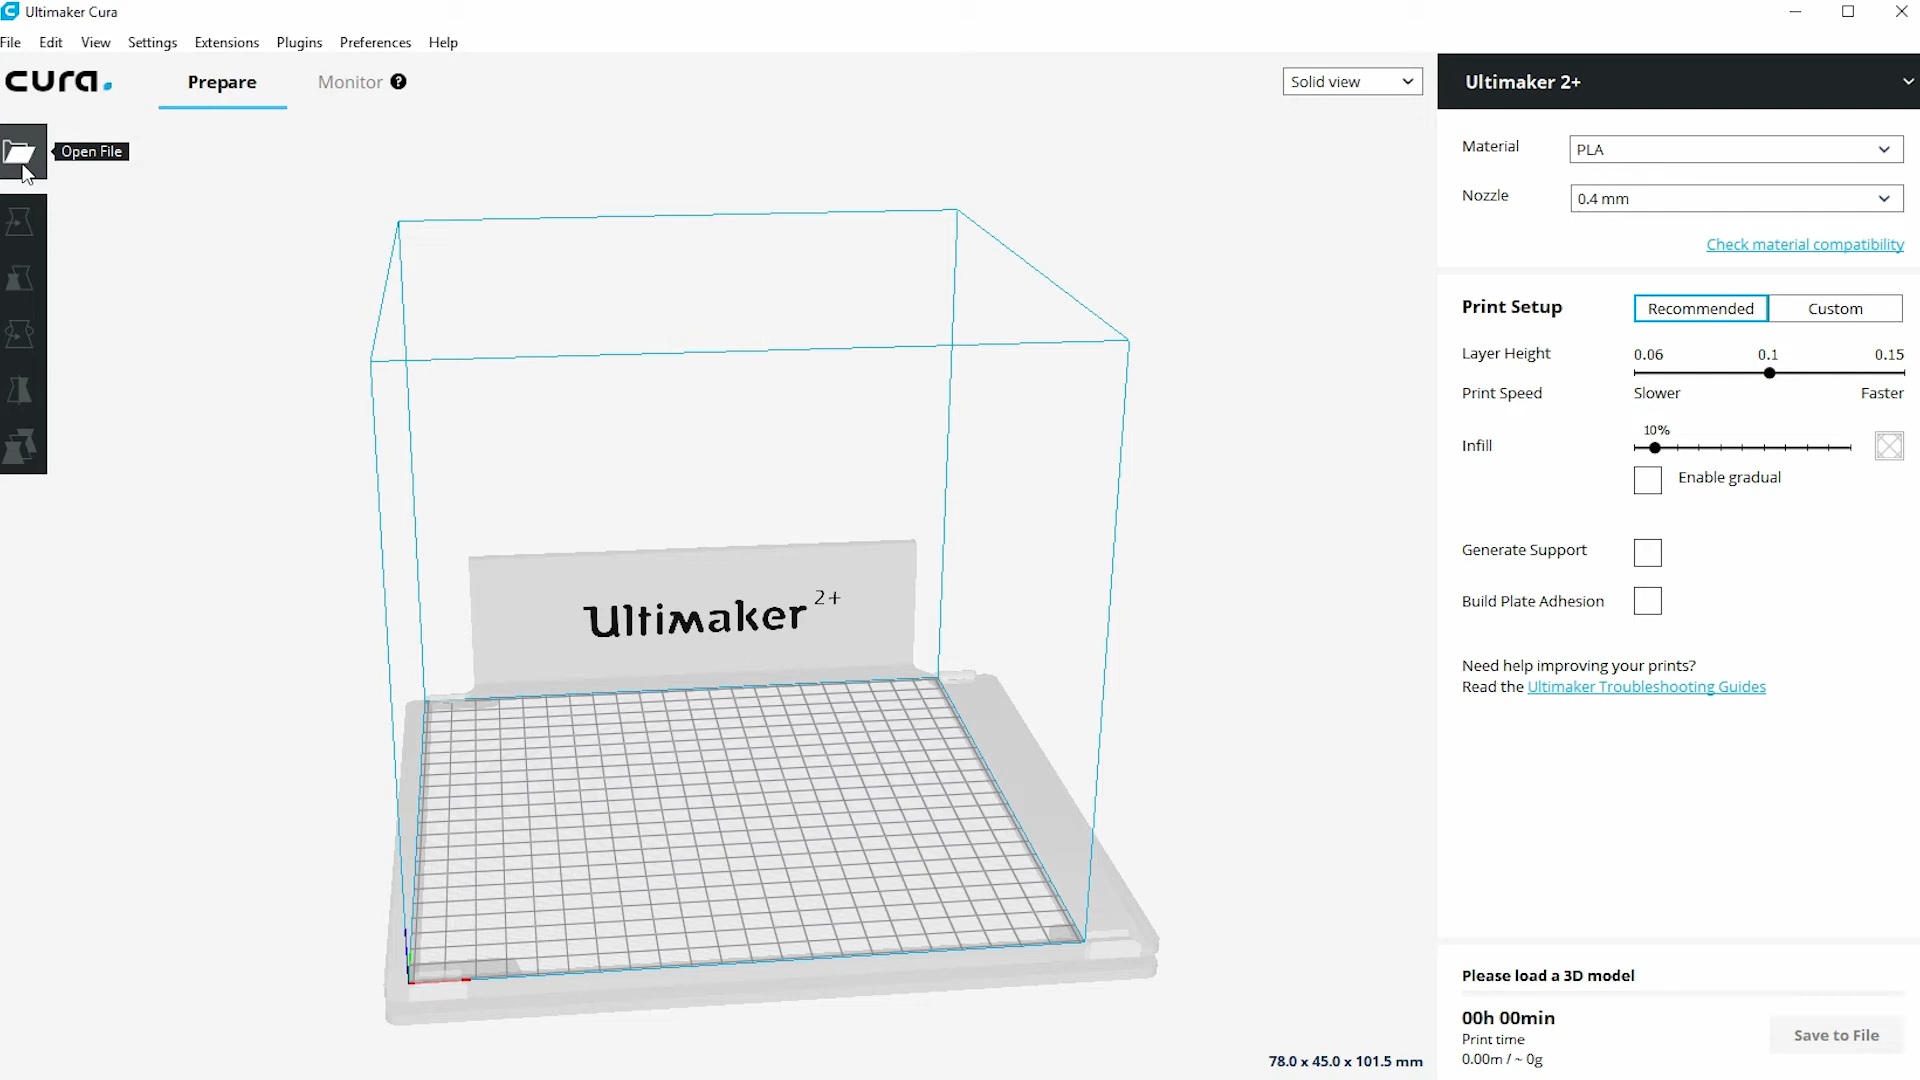 Ultimaker Cura
File Edit View Settings Extensions Plugins Preferences Help
cura.
Prepare
Monitor ?
Solid view
Open File
Ultimaker 2+
78.0 x 45.0 x 101.5 mm
Ultimaker 2+
Material PLA
Nozzle 0.4 mm
Check material compatibility
Print Setup Recommended Custom
Layer Height 0.06 0.1 0.15
Print Speed Slower Faster
10%
Infill
Enable gradual
Generate Support
Build Plate Adhesion
Need help improving your prints?
Read the Ultimaker Troubleshooting Guides
Please load a 3D model
00h 00min
Print time
0.00m / ~ 0g
Save to File